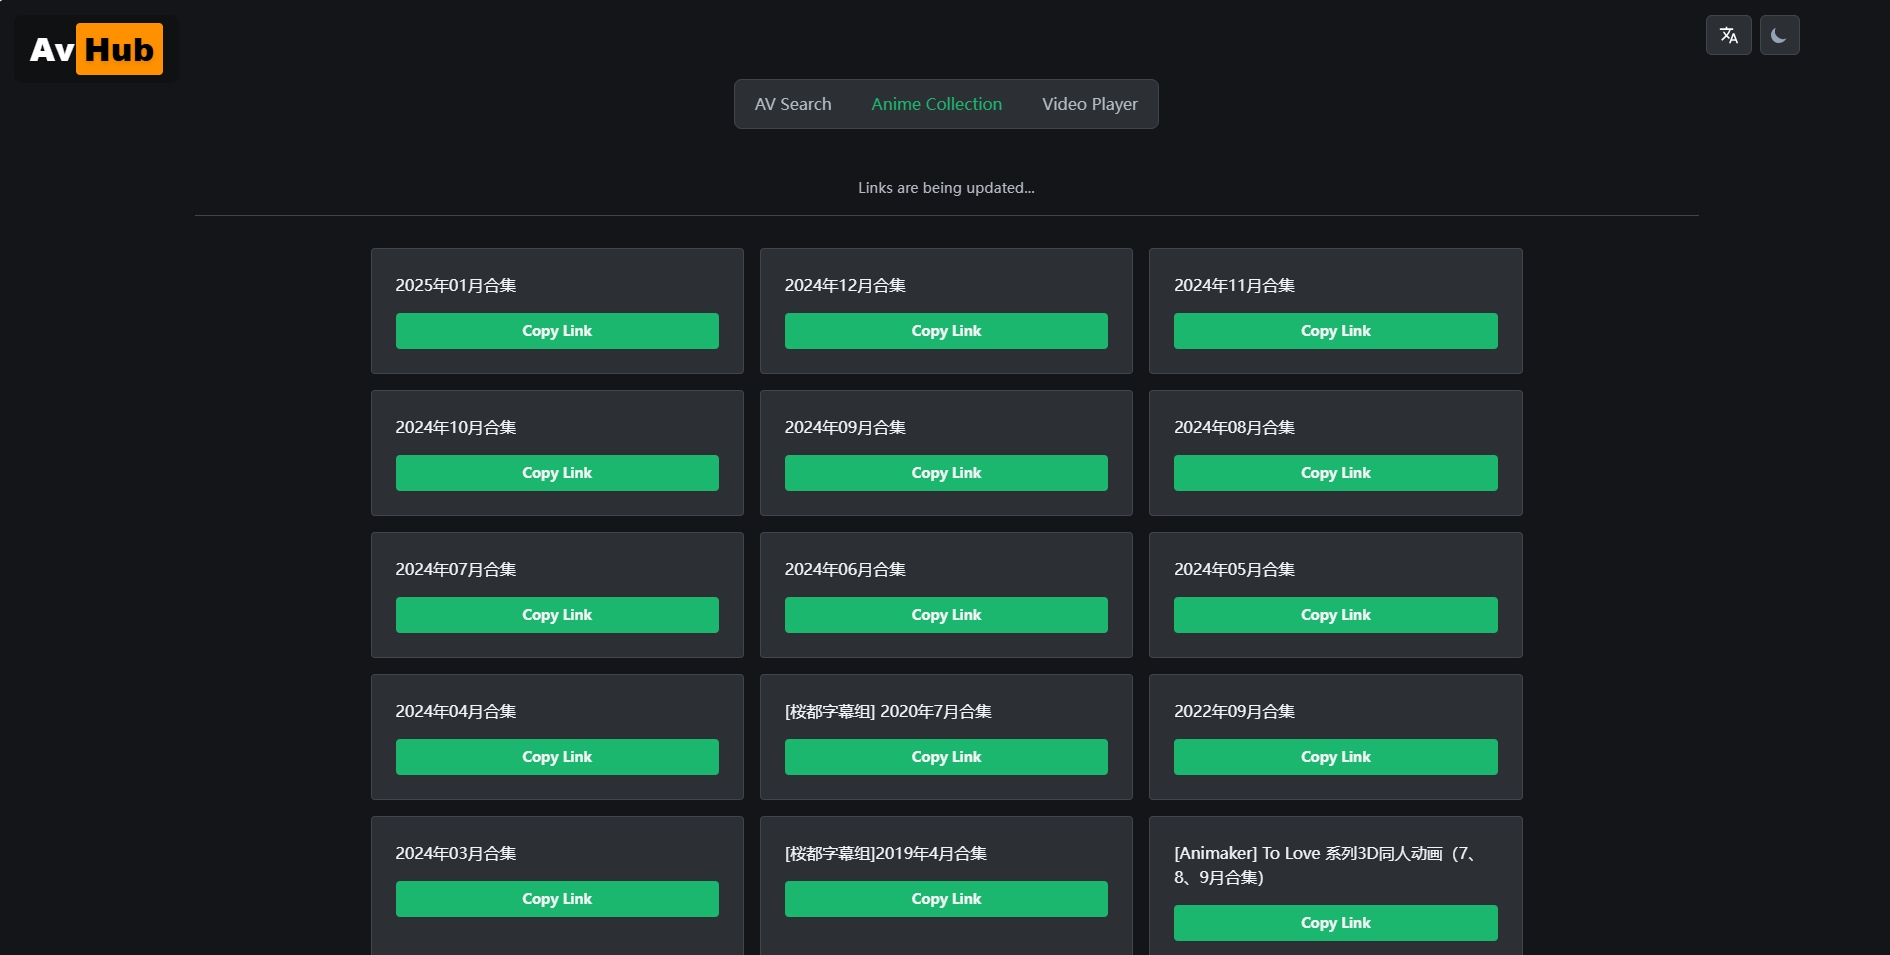 Av Hub
AV Search
Anime Collection
Video Player
Links are being updated...
2025年01月合集
Copy Link
2024年12月合集
Copy Link
2024年11月合集
Copy Link
2024年10月合集
Copy Link
2024年09月合集
Copy Link
2024年08月合集
Copy Link
2024年07月合集
Copy Link
2024年06月合集
Copy Link
2024年05月合集
Copy Link
2024年04月合集
Copy Link
[桜都字幕组] 2020年7月合集
Copy Link
2022年09月合集
Copy Link
2024年03月合集
Copy Link
[桜都字幕组]2019年4月合集
Copy Link
[Animaker] To Love 系列3D同人动画（7、
8、9月合集)
Copy Link